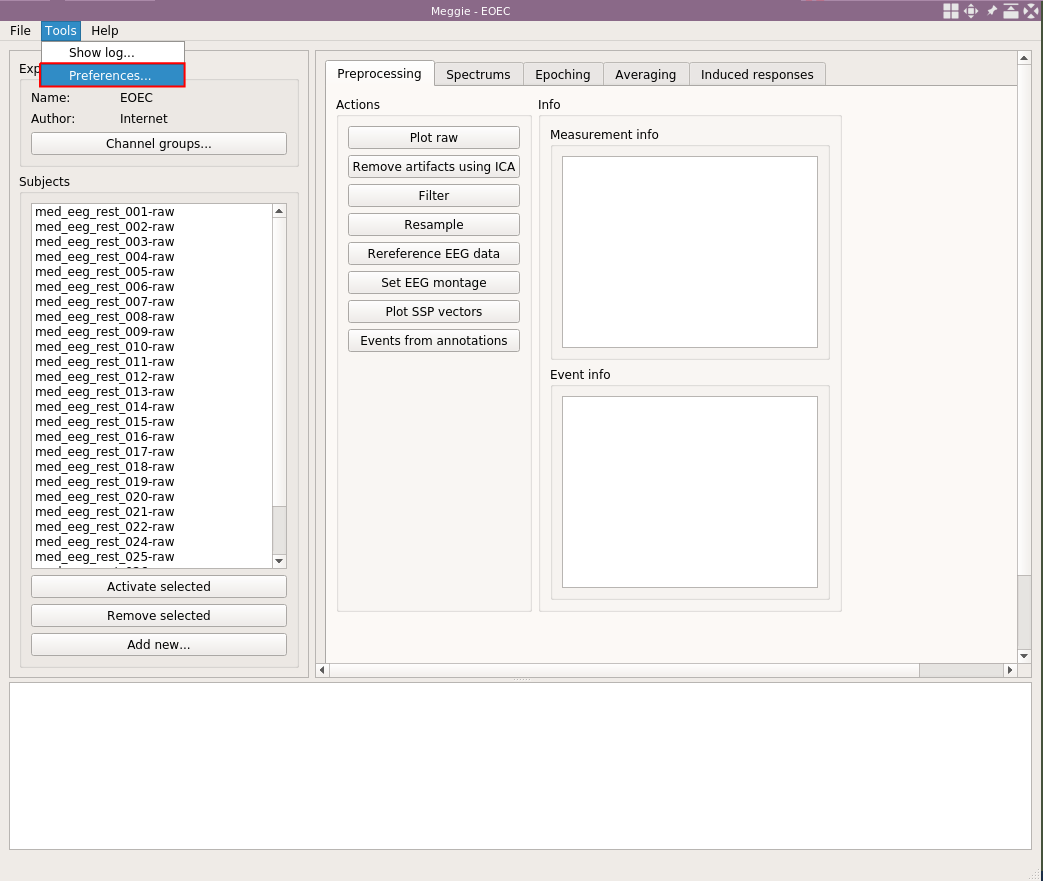 Meggie - EOEC
File Tools Help
Show log...
Preferences...
Exp
Name: EOEC
Author: Internet
Channel groups...
Subjects
med_eeg_rest_001-raw
med_eeg_rest_002-raw
med_eeg_rest_003-raw
med_eeg_rest_004-raw
med_eeg_rest_005-raw
med_eeg_rest_006-raw
med_eeg_rest_007-raw
med_eeg_rest_008-raw
med_eeg_rest_009-raw
med_eeg_rest_010-raw
med_eeg_rest_011-raw
med_eeg_rest_012-raw
med_eeg_rest_013-raw
med_eeg_rest_014-raw
med_eeg_rest_015-raw
med_eeg_rest_016-raw
med_eeg_rest_017-raw
med_eeg_rest_018-raw
med_eeg_rest_019-raw
med_eeg_rest_020-raw
med_eeg_rest_021-raw
med_eeg_rest_022-raw
med_eeg_rest_024-raw
med_eeg_rest_025-raw
Activate selected
Remove selected
Add new...
Preprocessing Spectrums Epoching Averaging Induced responses
Actions
Plot raw
Remove artifacts using ICA
Filter
Resample
Rereference EEG data
Set EEG montage
Plot SSP vectors
Events from annotations
Info
Measurement info
Event info